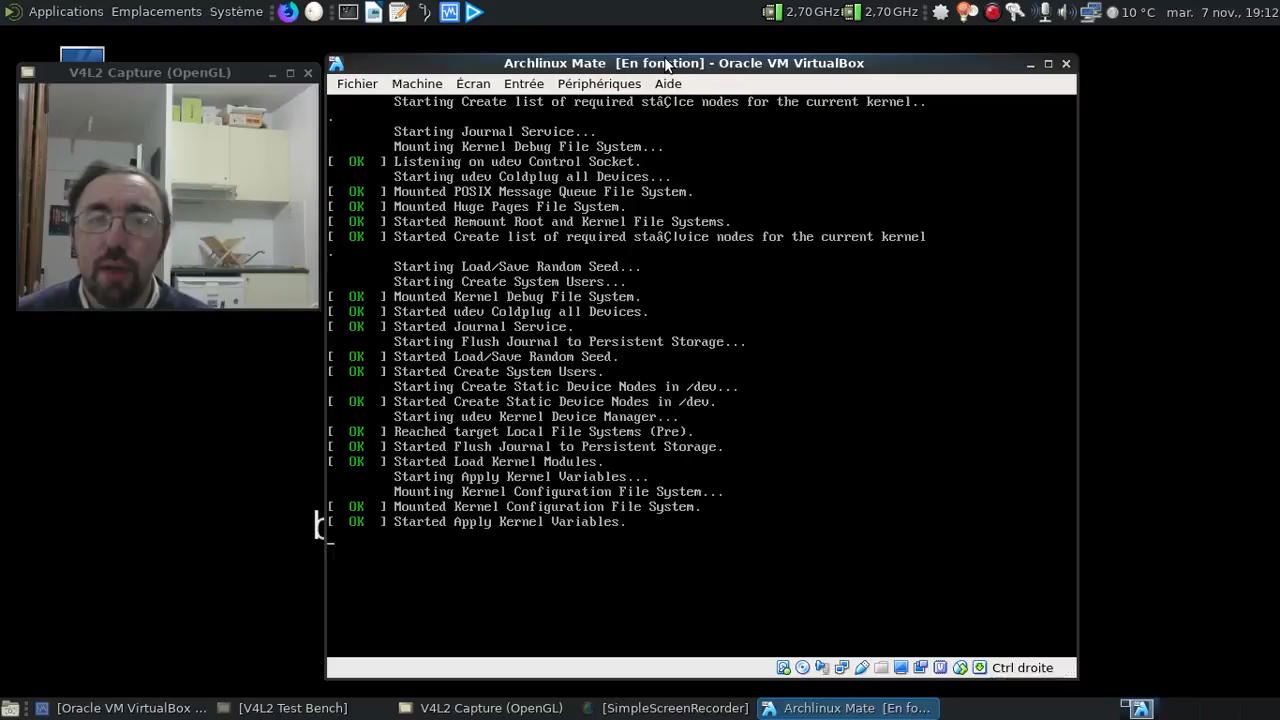 Applications Emplacements Système
2,70 GHz 2,70 GHz
10 °C mar. 7 nov., 19:12
V4L2 Capture (OpenGL)
Archlinux Mate [En fonction] - Oracle VM VirtualBox
Fichier Machine Écran Entrée Périphériques Aide
Starting Create list of required staâÇ|ce nodes for the current kernel..
.
Starting Journal Service...
Mounting Kernel Debug File System...
[ OK ] Listening on udev Control Socket.
Starting udev Coldplug all Devices...
[ OK ] Mounted POSIX Message Queue File System.
[ OK ] Mounted Huge Pages File System.
[ OK ] Started Remount Root and Kernel File Systems.
[ OK ] Started Create list of required staâÇ|vice nodes for the current kernel
.
Starting Load/Save Random Seed...
Starting Create System Users...
[ OK ] Mounted Kernel Debug File System.
[ OK ] Started udev Coldplug all Devices.
[ OK ] Started Journal Service.
Starting Flush Journal to Persistent Storage...
[ OK ] Started Load/Save Random Seed.
[ OK ] Started Create System Users.
Starting Create Static Device Nodes in /dev...
[ OK ] Started Create Static Device Nodes in /dev.
Starting udev Kernel Device Manager...
[ OK ] Reached target Local File Systems (Pre).
[ OK ] Started Flush Journal to Persistent Storage.
[ OK ] Started Load Kernel Modules.
Starting Apply Kernel Variables...
Mounting Kernel Configuration File System...
[ OK ] Mounted Kernel Configuration File System.
[ OK ] Started Apply Kernel Variables.
b
_
Ctrl droite
[Oracle VM VirtualBox ... [V4L2 Test Bench] V4L2 Capture (OpenGL) [SimpleScreenRecorder] Archlinux Mate [En fo...